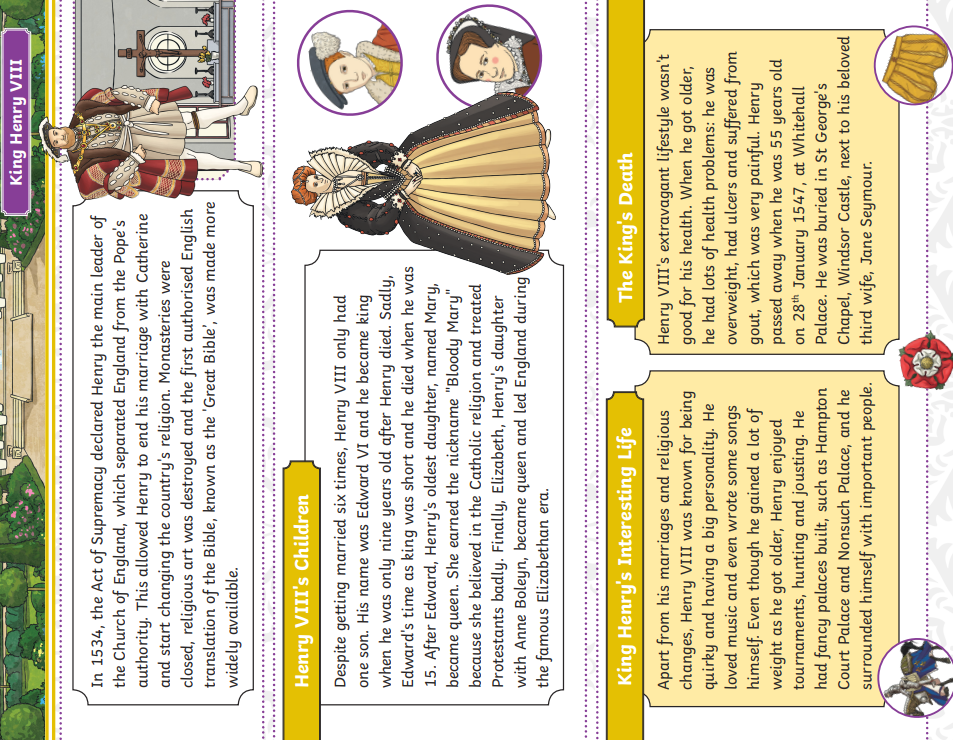 King Henry VIII
In 1534, the Act of Supremacy declared Henry the main leader of
the Church of England, which separated England from the Pope's
authority. This allowed Henry to end his marriage with Catherine
and start changing the country's religion. Monasteries were
closed, religious art was destroyed and the first authorised English
translation of the Bible, known as the 'Great Bible', was made more
widely available.
Henry VIII's Children
Despite getting married six times, Henry VIII only had
one son. His name was Edward VI and he became king
when he was only nine years old after Henry died. Sadly,
Edward's time as king was short and he died when he was
15. After Edward, Henry's oldest daughter, named Mary,
became queen. She earned the nickname "Bloody Mary"
because she believed in the Catholic religion and treated
Protestants badly. Finally, Elizabeth, Henry's daughter
with Anne Boleyn, became queen and led England during
the famous Elizabethan era.
King Henry's Interesting Life
Apart from his marriages and religious
changes, Henry VIII was known for being
quirky and having a big personality. He
loved music and even wrote some songs
himself. Even though he gained a lot of
weight as he got older, Henry enjoyed
tournaments, hunting and jousting. He
had fancy palaces built, such as Hampton
Court Palace and Nonsuch Palace, and he
surrounded himself with important people.
The King's Death
Henry VIII's extravagant lifestyle wasn't
good for his health. When he got older,
he had lots of health problems: he was
overweight, had ulcers and suffered from
gout, which was very painful. Henry
passed away when he was 55 years old
on 28th January 1547, at Whitehall
Palace. He was buried in St George's
Chapel, Windsor Castle, next to his beloved
third wife, Jane Seymour.